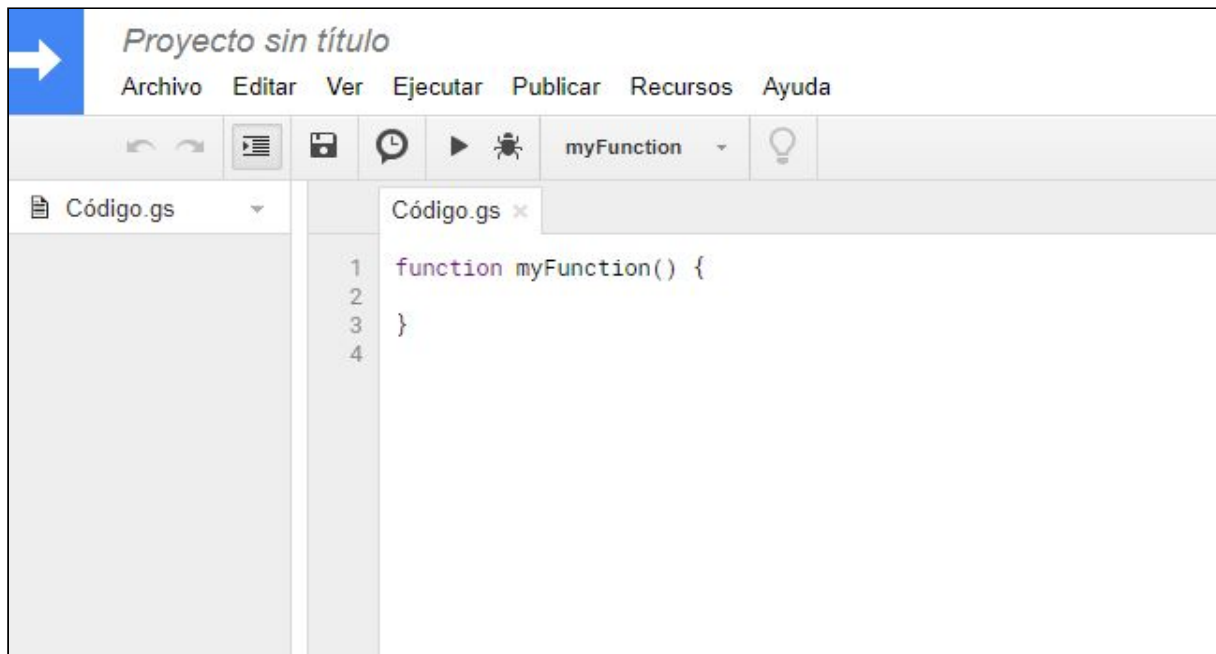 Proyecto sin título
Archivo Editar Ver Ejecutar Publicar Recursos Ayuda
myFunction
Código.gs
Código.gs
1 function myFunction() {
2
3 }
4